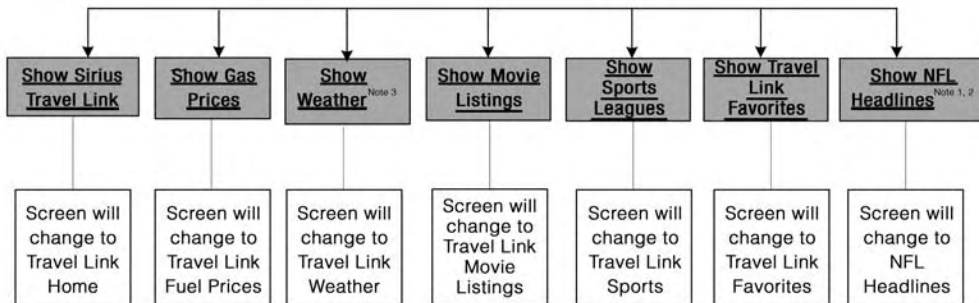 Show Sirius
Travel Link
Show Gas
Prices
Show
Weather Note 3
Show Movie
Listings
Show
Sports
Leagues
Show Travel
Link
Favorites
Show NFL
Headlines Note 1, 2
Screen will
change to
Travel Link
Home
Screen will
change to
Travel Link
Fuel Prices
Screen will
change to
Travel Link
Weather
Screen will
change to
Travel Link
Movie
Listings
Screen will
change to
Travel Link
Sports
Screen will
change to
Travel Link
Favorites
Screen will
change to
NFL
Headlines